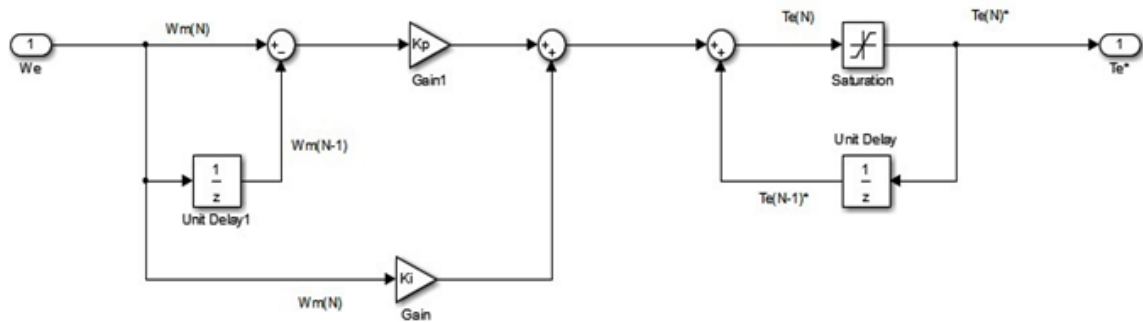 Wm(N)
Te(N)
Te(N)*
1
We
Kp
Gain1
Saturation
1
Te*
Wm(N-1)
Unit Delay
1
z
Unit Delay1
1
z
Te(N-1)*
Ki
Wm(N)
Gain